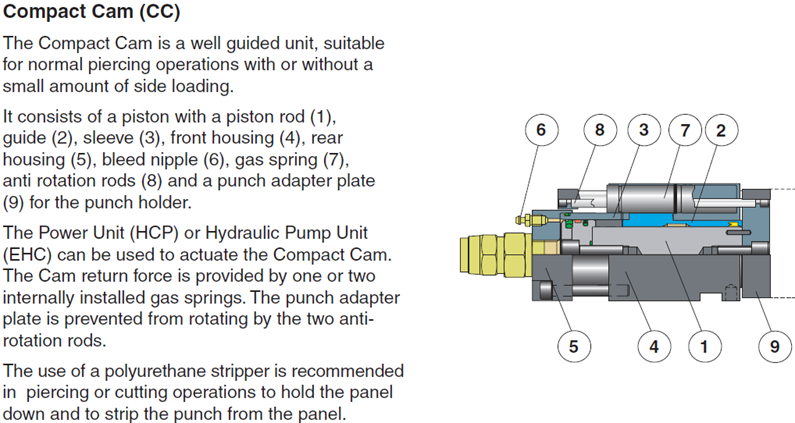 Compact Cam (CC)
The Compact Cam is a well guided unit, suitable
for normal piercing operations with or without a
small amount of side loading.
It consists of a piston with a piston rod (1),
guide (2), sleeve (3), front housing (4), rear
housing (5), bleed nipple (6), gas spring (7),
anti rotation rods (8) and a punch adapter plate
(9) for the punch holder.
The Power Unit (HCP) or Hydraulic Pump Unit
(EHC) can be used to actuate the Compact Cam.
The Cam return force is provided by one or two
internally installed gas springs. The punch adapter
plate is prevented from rotating by the two anti-
rotation rods.
The use of a polyurethane stripper is recommended
in piercing or cutting operations to hold the panel
down and to strip the punch from the panel.
6 8 3 7 2
5 4 1 9